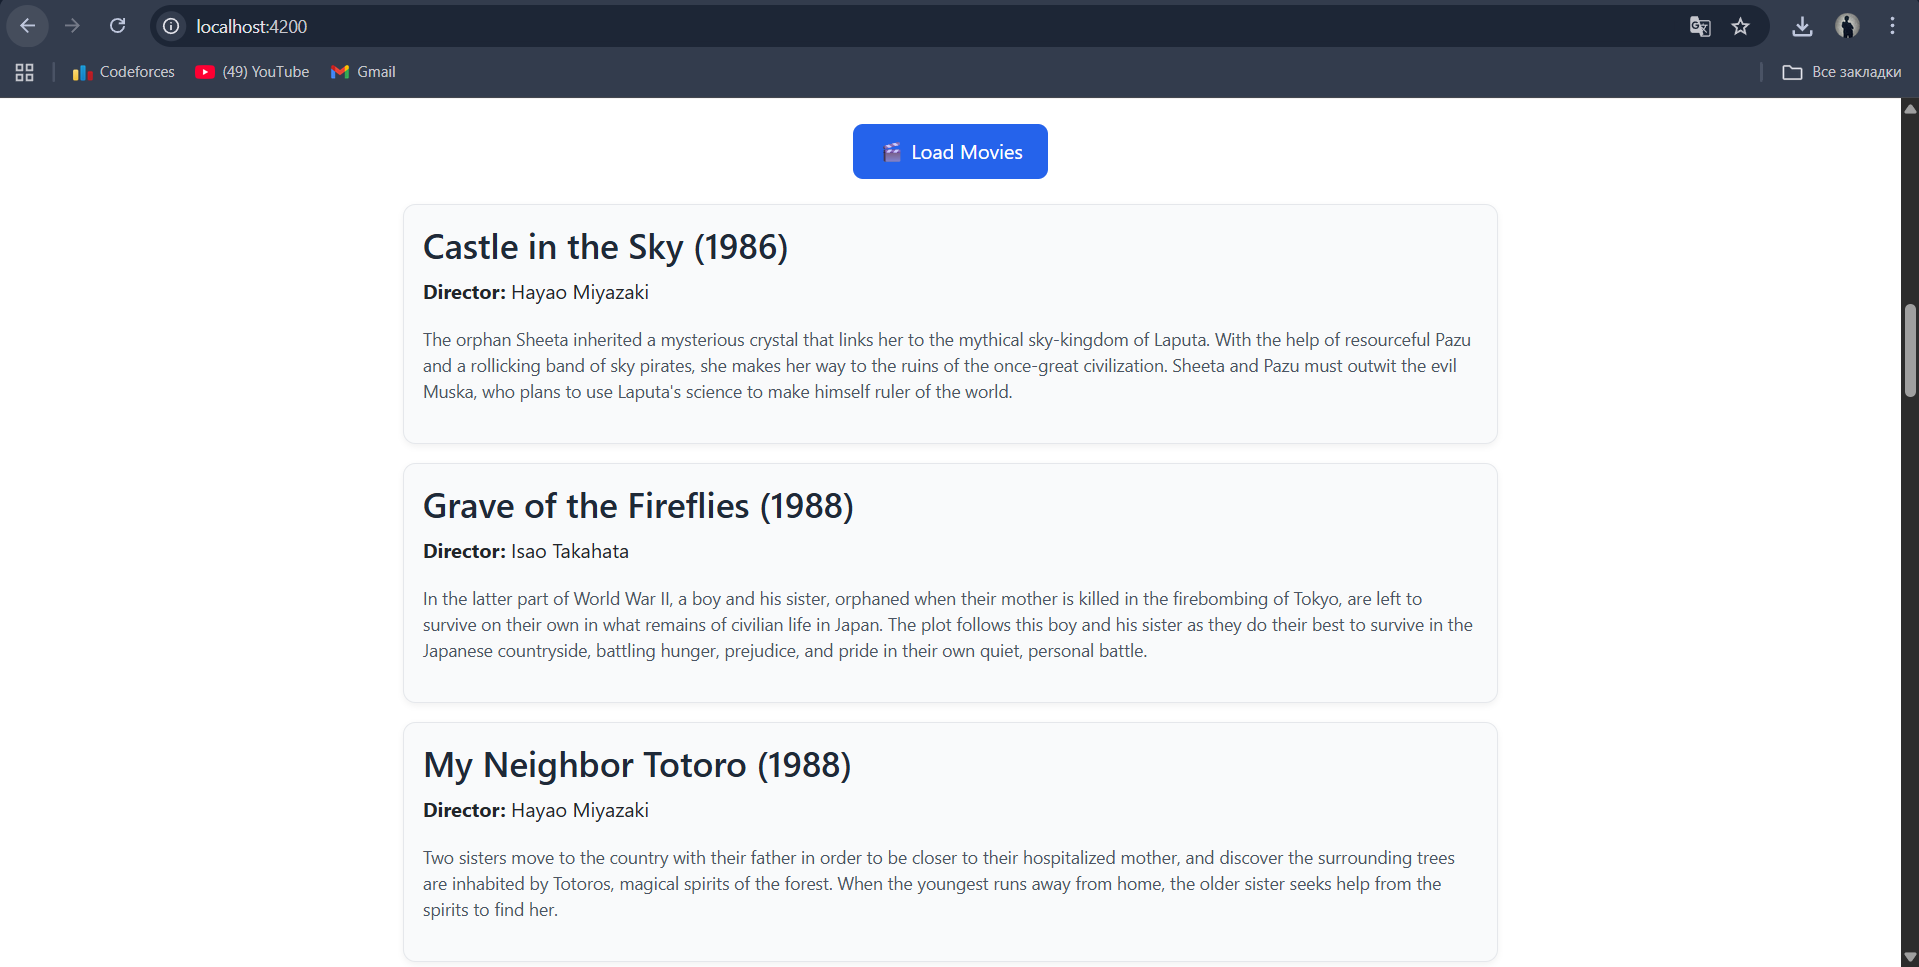 localhost:4200
Codeforces
(49) YouTube
Gmail
Все закладки
Load Movies
Castle in the Sky (1986)
Director: Hayao Miyazaki
The orphan Sheeta inherited a mysterious crystal that links her to the mythical sky-kingdom of Laputa. With the help of resourceful Pazu
and a rollicking band of sky pirates, she makes her way to the ruins of the once-great civilization. Sheeta and Pazu must outwit the evil
Muska, who plans to use Laputa's science to make himself ruler of the world.
Grave of the Fireflies (1988)
Director: Isao Takahata
In the latter part of World War II, a boy and his sister, orphaned when their mother is killed in the firebombing of Tokyo, are left to
survive on their own in what remains of civilian life in Japan. The plot follows this boy and his sister as they do their best to survive in the
Japanese countryside, battling hunger, prejudice, and pride in their own quiet, personal battle.
My Neighbor Totoro (1988)
Director: Hayao Miyazaki
Two sisters move to the country with their father in order to be closer to their hospitalized mother, and discover the surrounding trees
are inhabited by Totoros, magical spirits of the forest. When the youngest runs away from home, the older sister seeks help from the
spirits to find her.